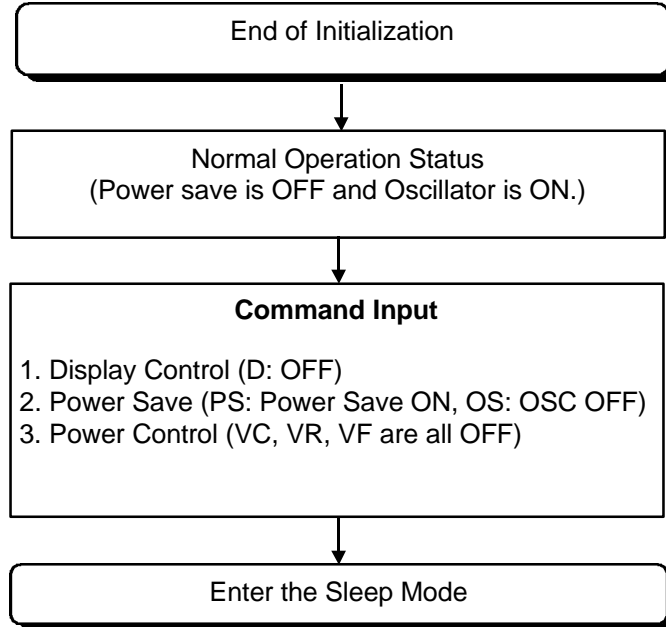 End of Initialization
Normal Operation Status
(Power save is OFF and Oscillator is ON.)
Command Input
1. Display Control (D: OFF)
2. Power Save (PS: Power Save ON, OS: OSC OFF)
3. Power Control (VC, VR, VF are all OFF)
Enter the Sleep Mode